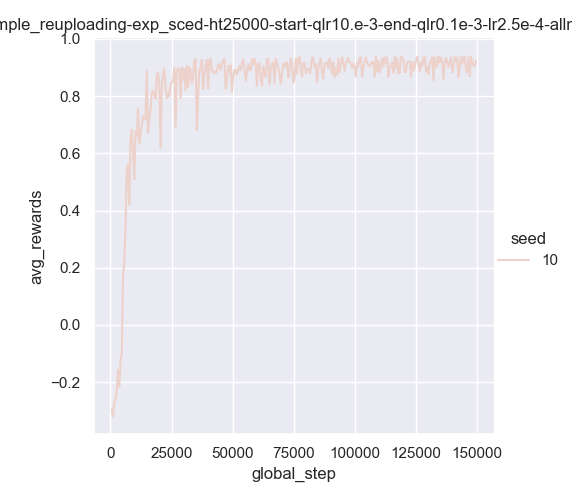 mple_reuploading-exp_sced-ht25000-start-qlr10.e-3-end-qlr0.1e-3-lr2.5e-4-allr
1.0
0.8
0.6
0.4
0.2
0.0
−0.2
avg_rewards
0 25000 50000 75000 100000 125000 150000
global_step
seed
10